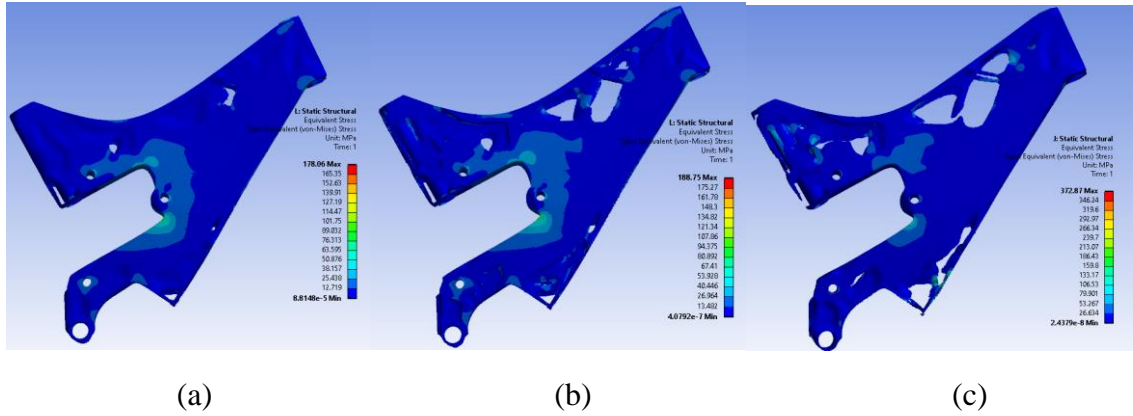 L: Static Structural
Equivalent Stress
Equivalent (von-Mises) Stress
Unit: MPa
Time: 1
178.06 Max
165.35
152.63
139.91
127.19
114.47
101.75
89.032
76.313
63.595
50.876
38.157
25.438
12.719
8.8148e-5 Min
(a)
L: Static Structural
Equivalent Stress
Equivalent (von-Mises) Stress
Unit: MPa
Time: 1
188.75 Max
175.27
161.78
148.3
134.82
121.34
107.86
94.375
80.892
67.41
53.928
40.446
26.964
13.482
4.0792e-7 Min
(b)
J: Static Structural
Equivalent Stress
Equivalent (von-Mises) Stress
Unit: MPa
Time: 1
372.87 Max
346.24
319.6
292.97
266.34
239.7
213.07
186.43
159.8
133.17
106.53
79.901
53.267
26.634
2.4379e-8 Min
(c)